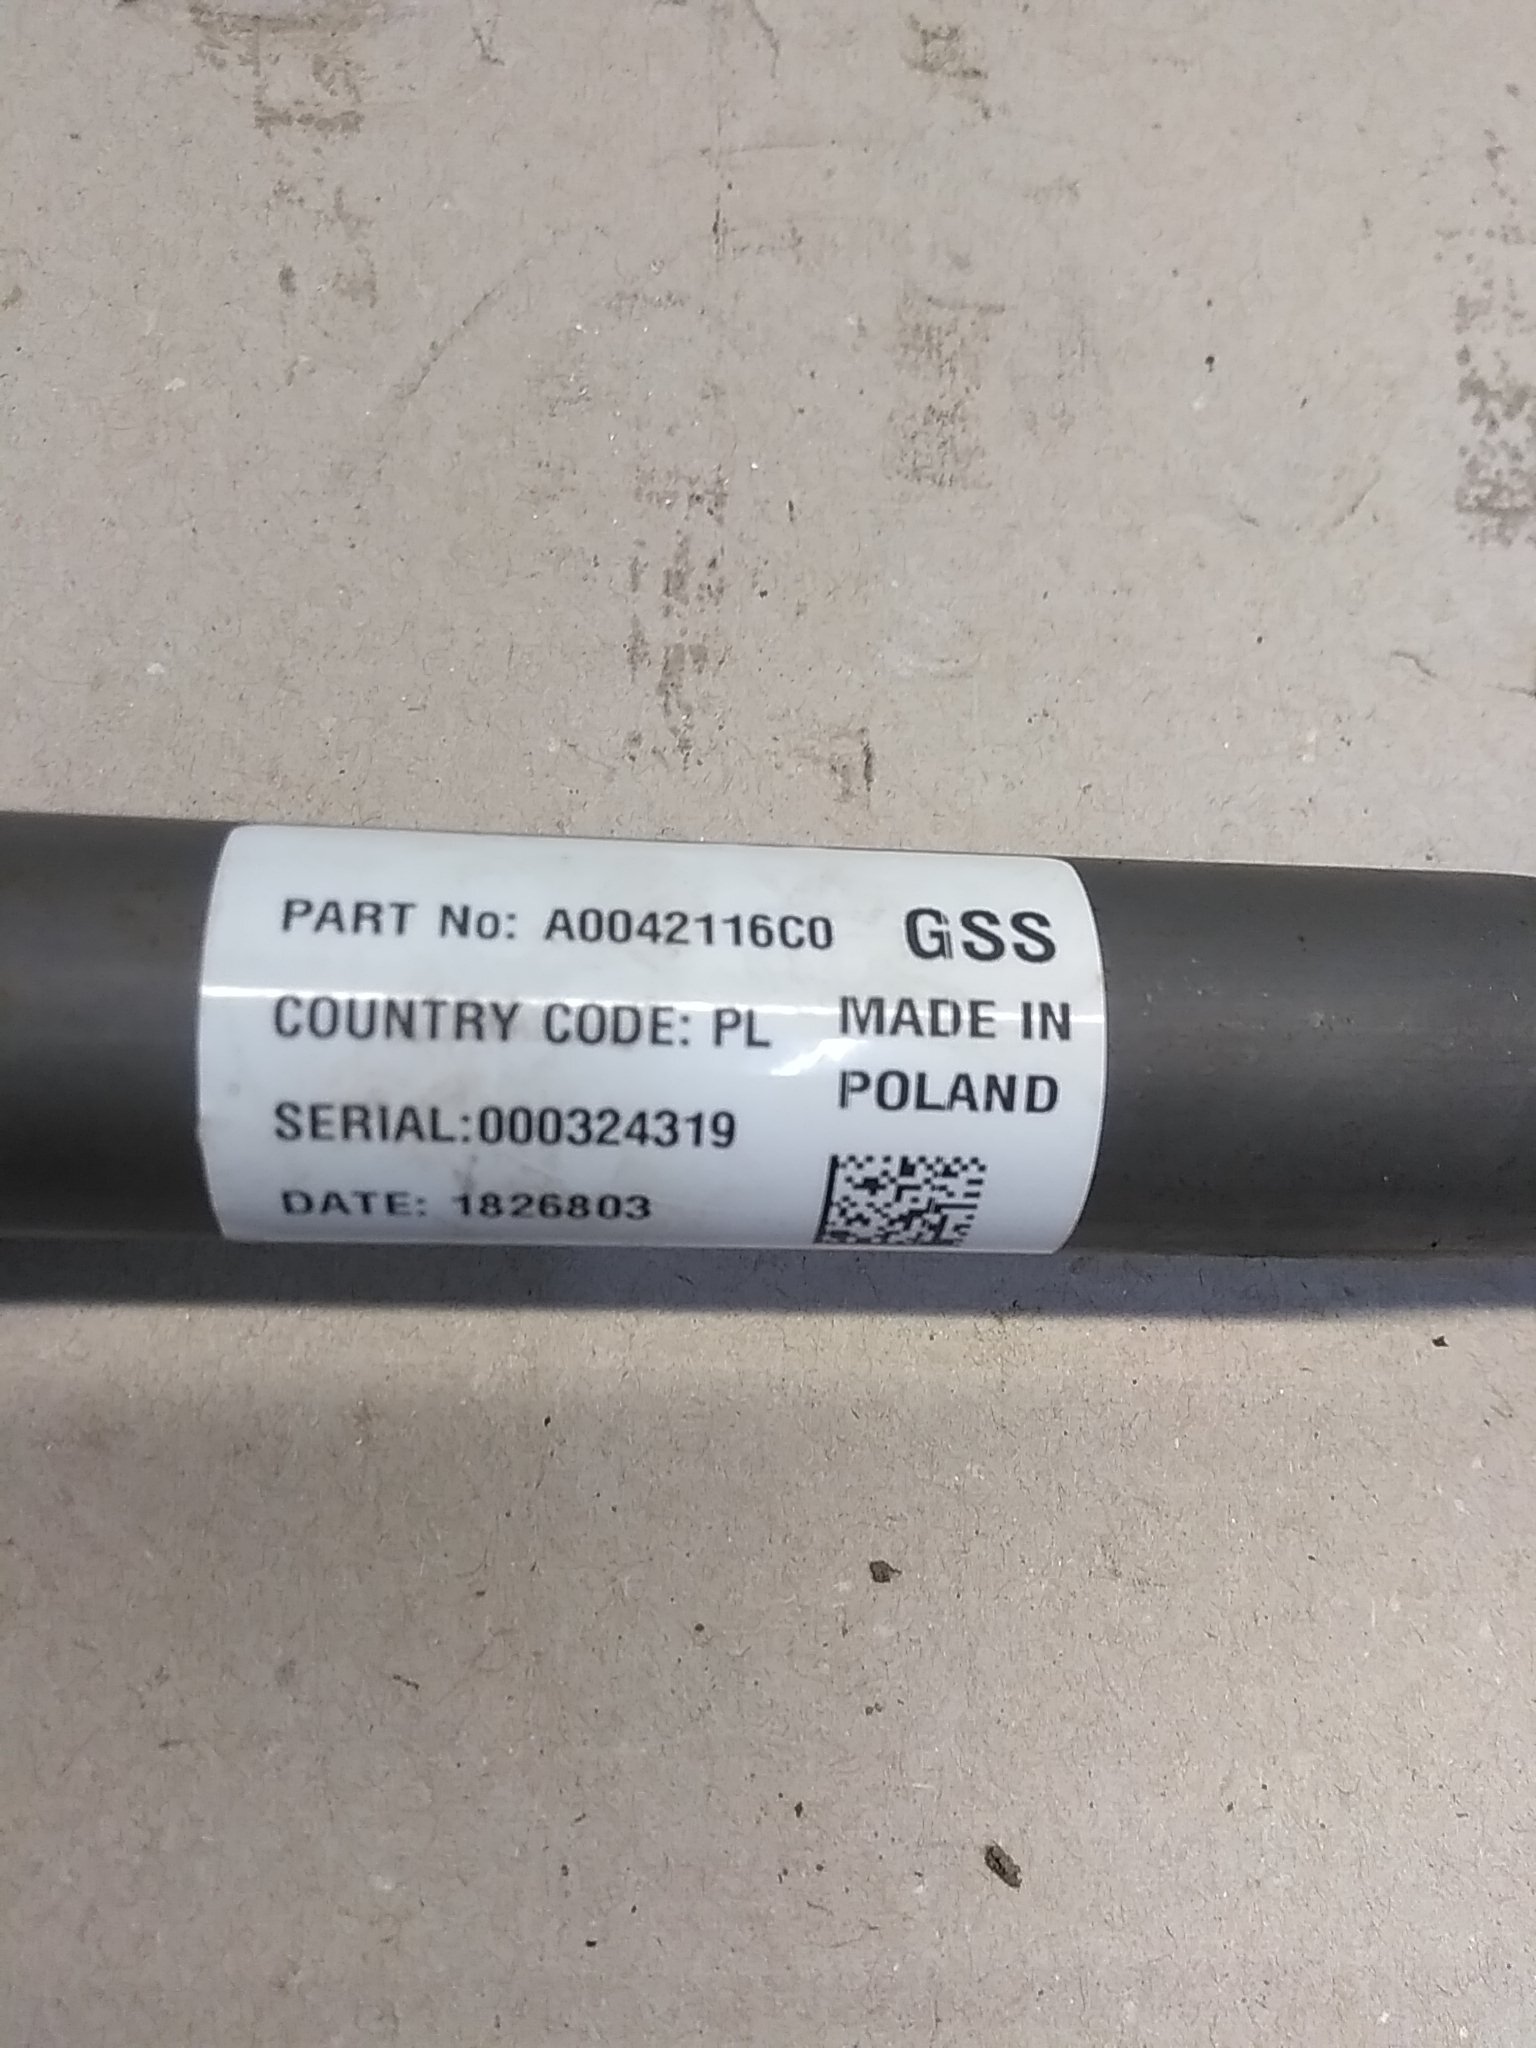 PART No: A0042116C0 GSS
COUNTRY CODE: PL MADE IN
POLAND
SERIAL:000324319
DATE: 1826803